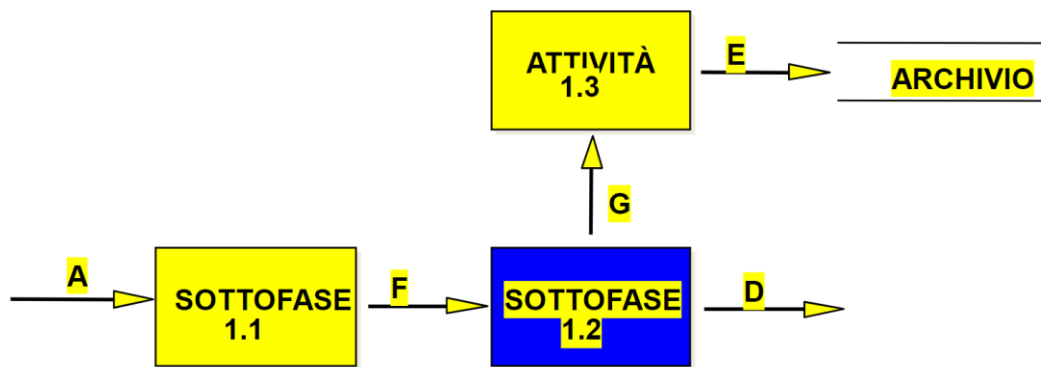 ATTIVITÀ
1.3
E
ARCHIVIO
G
A
SOTTOFASE
1.1
F
SOTTOFASE
1.2
D